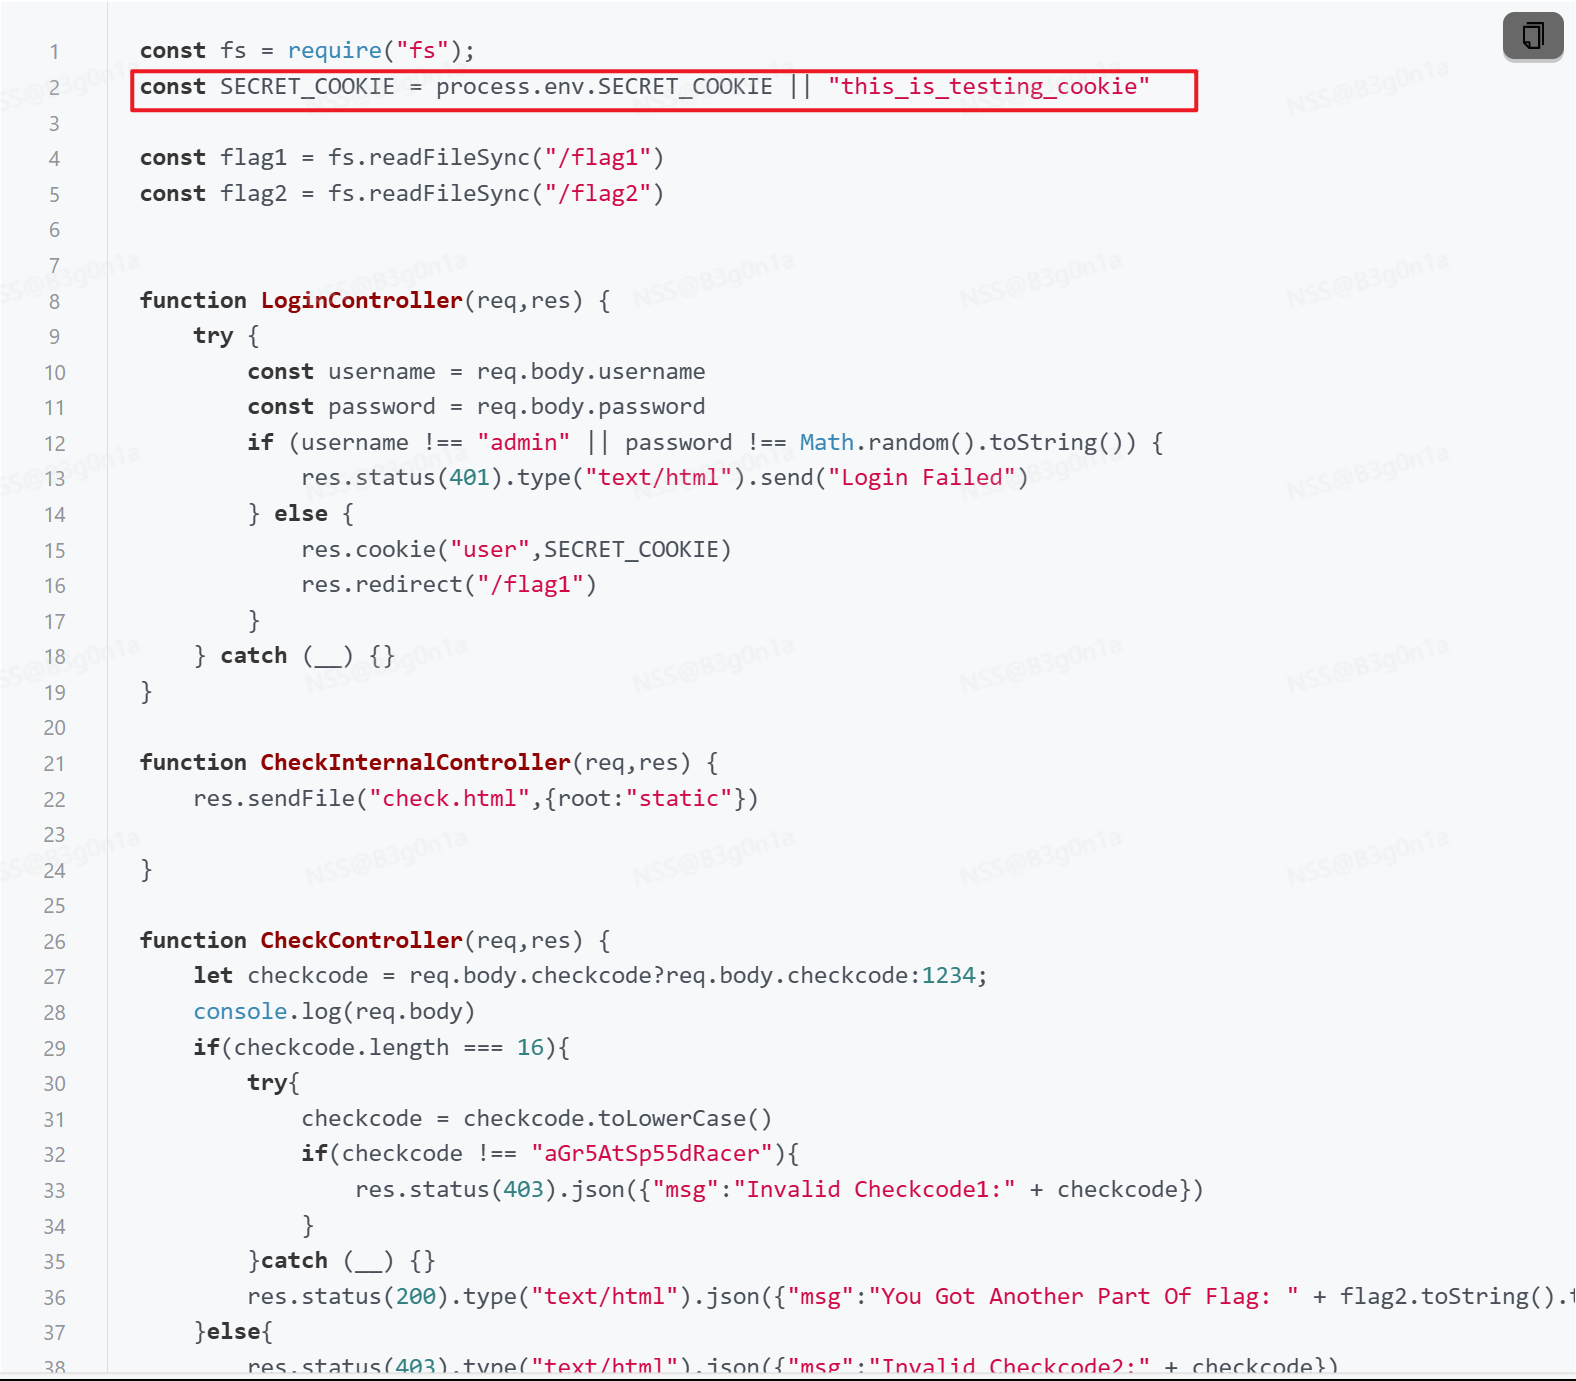 1 const fs = require("fs");
2 const SECRET_COOKIE = process.env.SECRET_COOKIE || "this_is_testing_cookie"
3
4 const flag1 = fs.readFileSync("/flag1")
5 const flag2 = fs.readFileSync("/flag2")
6
7
8 function LoginController(req,res) {
9     try {
10         const username = req.body.username
11         const password = req.body.password
12         if (username !== "admin" || password !== Math.random().toString()) {
13             res.status(401).type("text/html").send("Login Failed")
14         } else {
15             res.cookie("user",SECRET_COOKIE)
16             res.redirect("/flag1")
17         }
18     } catch (__) {}
19 }
20
21 function CheckInternalController(req,res) {
22     res.sendFile("check.html",{root:"static"})
23
24 }
25
26 function CheckController(req,res) {
27     let checkcode = req.body.checkcode?req.body.checkcode:1234;
28     console.log(req.body)
29     if(checkcode.length === 16){
30         try{
31             checkcode = checkcode.toLowerCase()
32             if(checkcode !== "aGr5AtSp55dRacer"){
33                 res.status(403).json({"msg":"Invalid Checkcode1:" + checkcode})
34             }
35         }catch (__) {}
36         res.status(200).type("text/html").json({"msg":"You Got Another Part Of Flag: " + flag2.toString().t
37     }else{
38         res.status(403).type("text/html").json({"msg":"Invalid Checkcode2:" + checkcode})
NSS@B3g0n1a